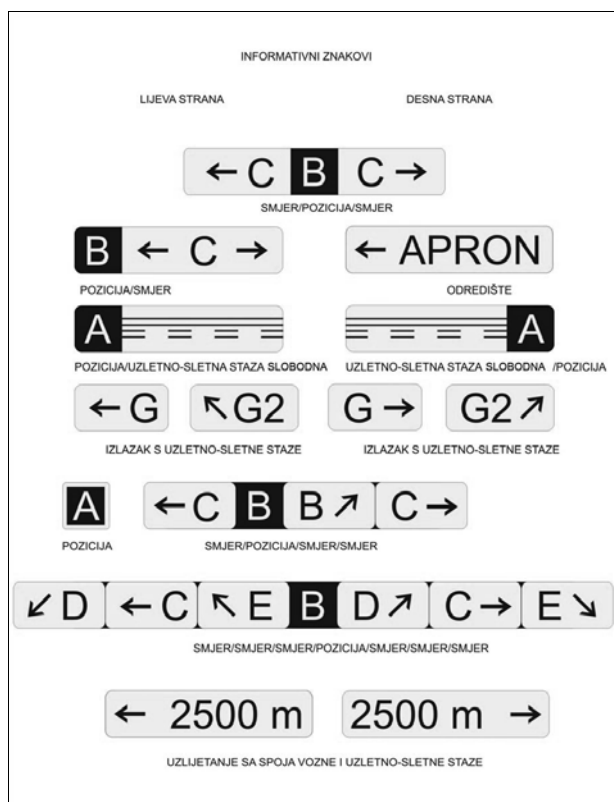 INFORMATIVNI ZNAKOVI
LIJEVA STRANA DESNA STRANA
← C B C →
SMJER/POZICIJA/SMJER
B ← C → ← APRON
POZICIJA/SMJER ODREDIŠTE
A A
POZICIJA/UZLETNO-SLETNA STAZA SLOBODNA UZLETNO-SLETNA STAZA SLOBODNA /POZICIJA
← G ↖ G2 G → G2 ↗
IZLAZAK S UZLETNO-SLETNE STAZE IZLAZAK S UZLETNO-SLETNE STAZE
A ← C B B ↗ C →
POZICIJA SMJER/POZICIJA/SMJER/SMJER
↙ D ← C ↖ E B D ↗ C → E ↘
SMJER/SMJER/SMJER/POZICIJA/SMJER/SMJER/SMJER
← 2500 m 2500 m →
UZLIJETANJE SA SPOJA VOZNE I UZLETNO-SLETNE STAZE